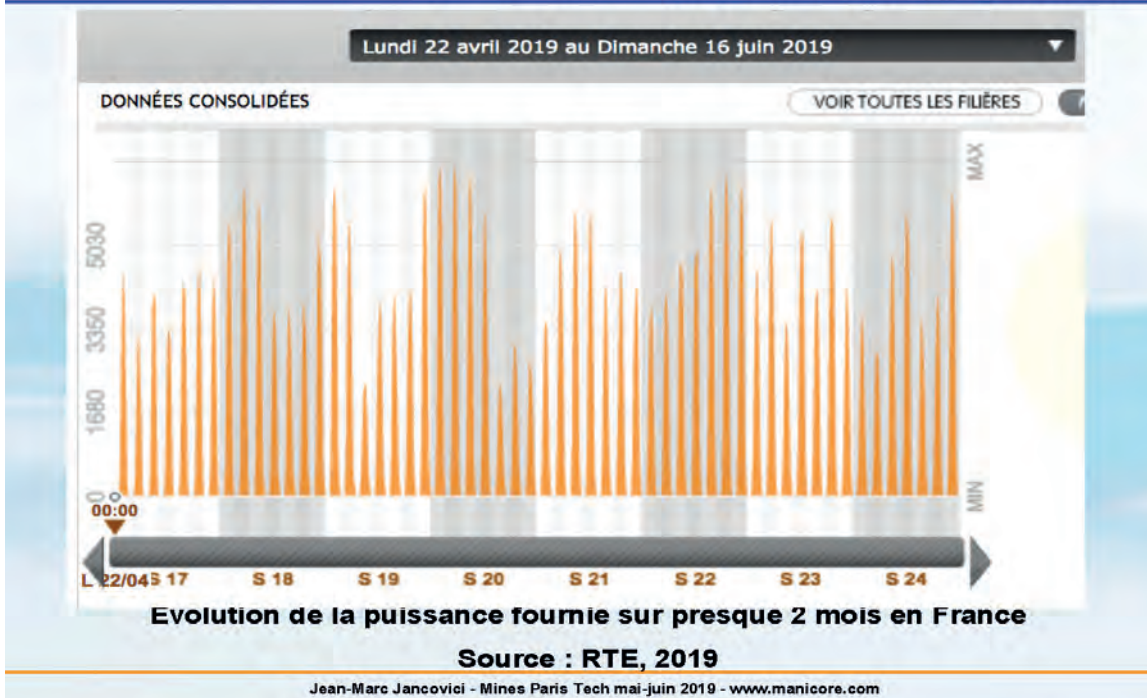 Lundi 22 avril 2019 au Dimanche 16 juin 2019
DONNÉES CONSOLIDÉES
VOIR TOUTES LES FILIÈRES
MAX
5030
3350
1680
0
MIN
00:00
L 22/04
S 17
S 18
S 19
S 20
S 21
S 22
S 23
S 24
Evolution de la puissance fournie sur presque 2 mois en France
Source : RTE, 2019
Jean-Marc Jancovici - Mines Paris Tech mai-juin 2019 - www.manicore.com